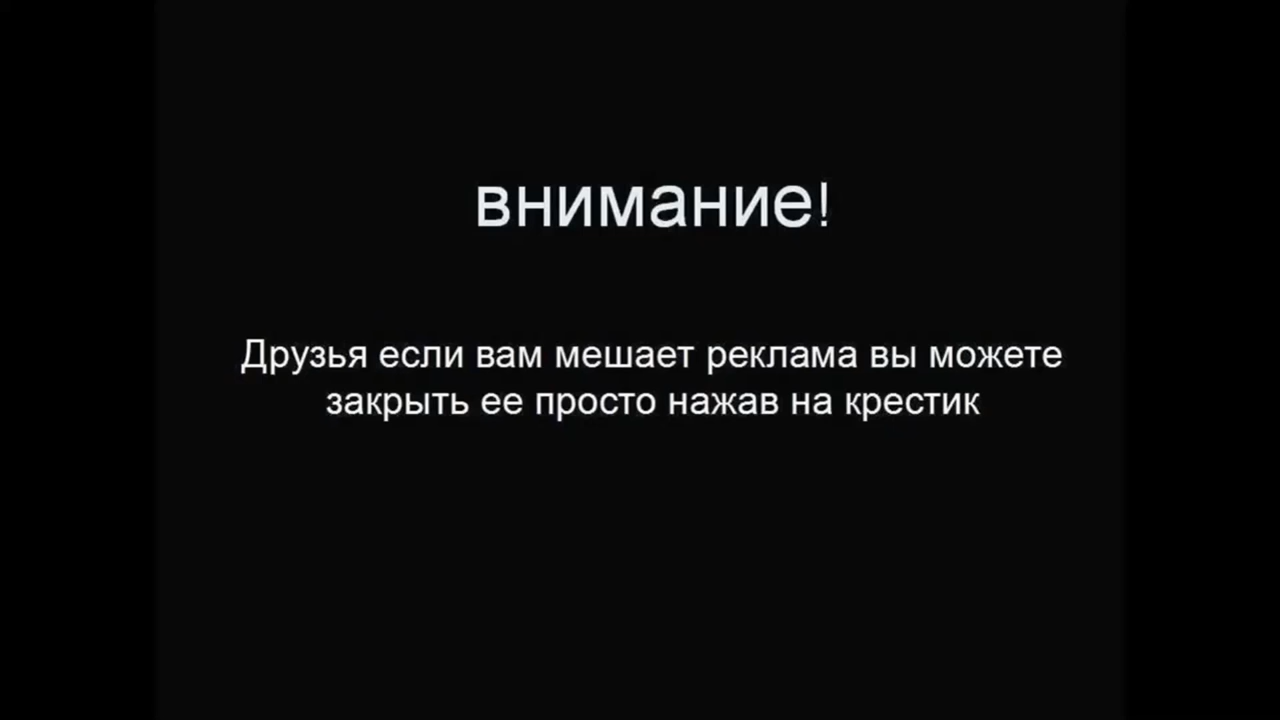 внимание!
Друзья если вам мешает реклама вы можете
закрыть ее просто нажав на крестик